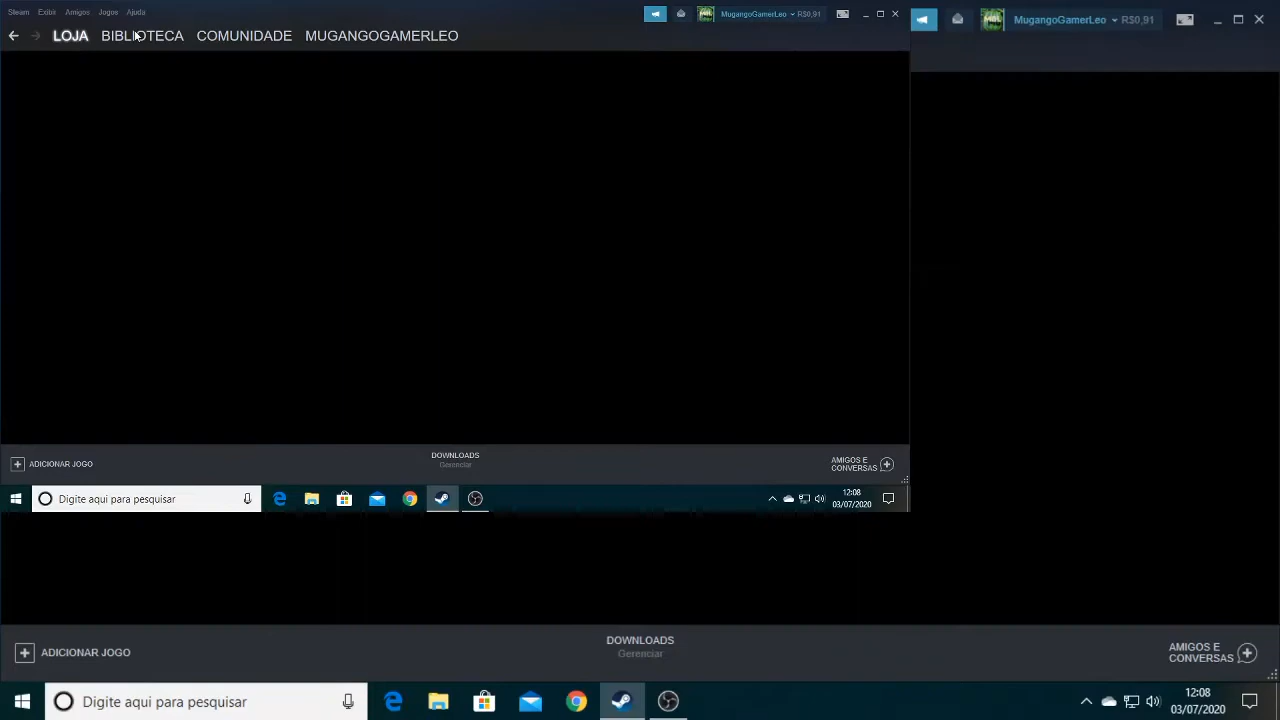 Steam Exibir Amigos Jogos Ajuda
MugangoGamerLeo R$0,91
MugangoGamerLeo R$0,91
LOJA BIBLIOTECA COMUNIDADE MUGANGOGAMERLEO
ADICIONAR JOGO
DOWNLOADS
Gerenciar
AMIGOS E
CONVERSAS
Digite aqui para pesquisar
12:08
03/07/2020
ADICIONAR JOGO
DOWNLOADS
Gerenciar
AMIGOS E
CONVERSAS
Digite aqui para pesquisar
12:08
03/07/2020